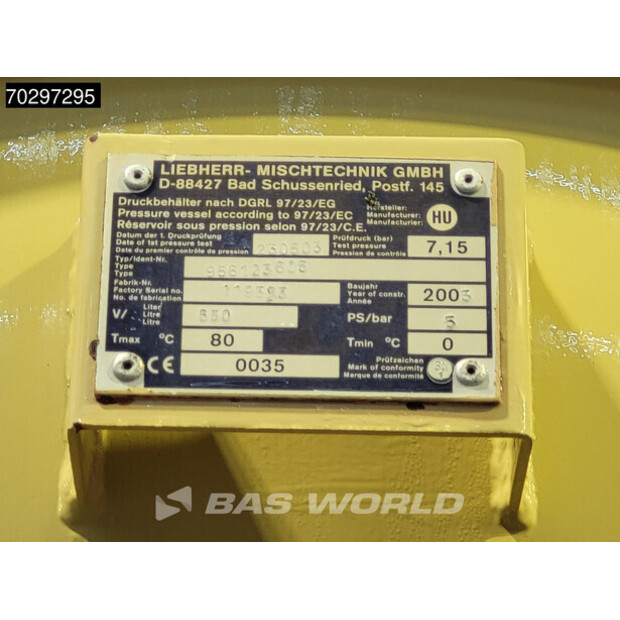 70297295
LIEBHERR- MISCHTECHNIK GMBH
D-88427 Bad Schussenried, Postf. 145
Druckbehälter nach DGRL 97/23/EG
Pressure vessel according to 97/23/EC
Réservoir sous pression selon 97/23/C.E.
Hersteller:
Manufacturer:
Manufacturier:
HU
Datum der 1. Druckprüfung
Date of 1st pressure test
Date du premier contrôle de pression
230503
Prüfdruck (bar)
Test pressure
Pression de contrôle
7,15
Typ/Ident-Nr.
Type
Type
Fabrik-Nr.
Factory Serial no.
No. de fabrication
Baujahr
Year of constr.
Année
2003
V/
Liter
Litre
Litre
PS/bar
5
Tmax °C
80
Tmin °C
0
CE
0035
Prüfzeichen
Mark of conformity
Marque de conformité
BAS WORLD